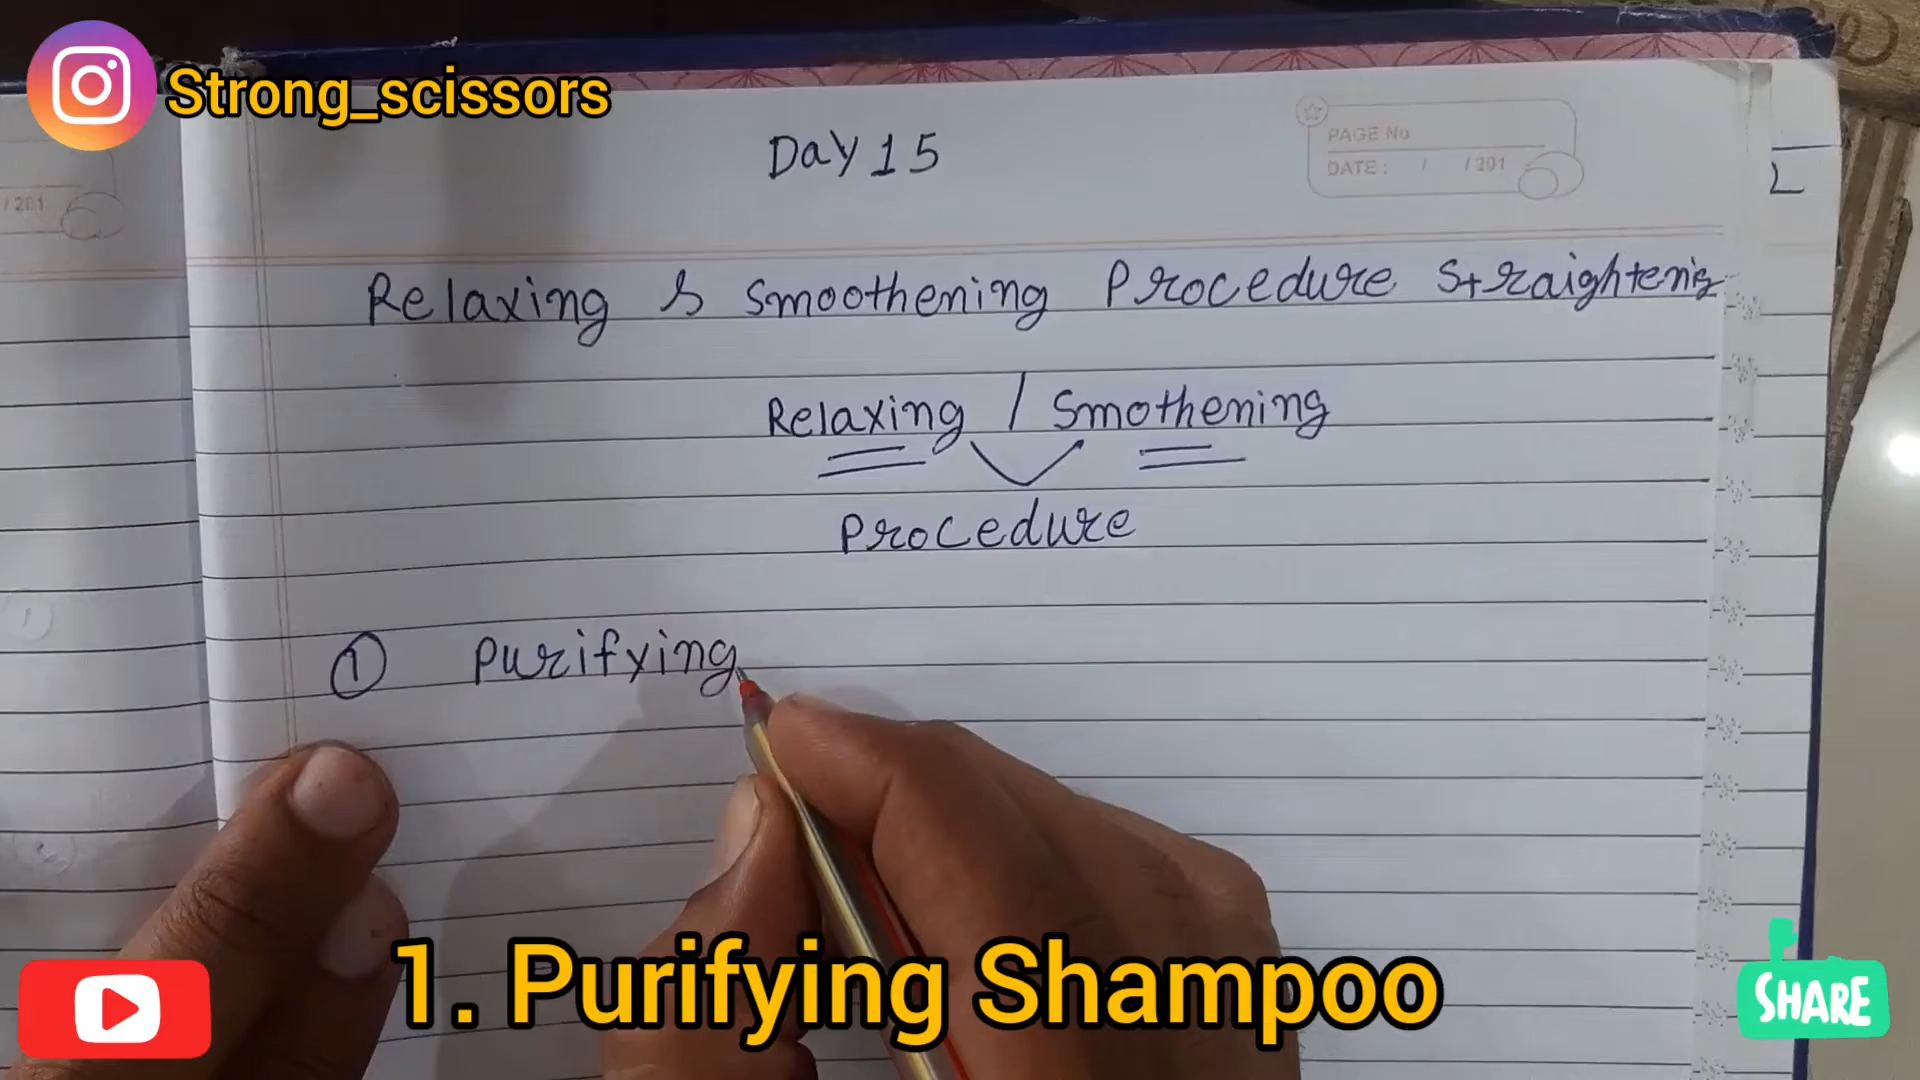 Strong_scissors
Day 15
PAGE No
DATE : / / 201
/ 201
Relaxing & Smoothening Procedure Straightening
Relaxing / Smothening
Procedure
1 Purifying
1. Purifying Shampoo
SHARE